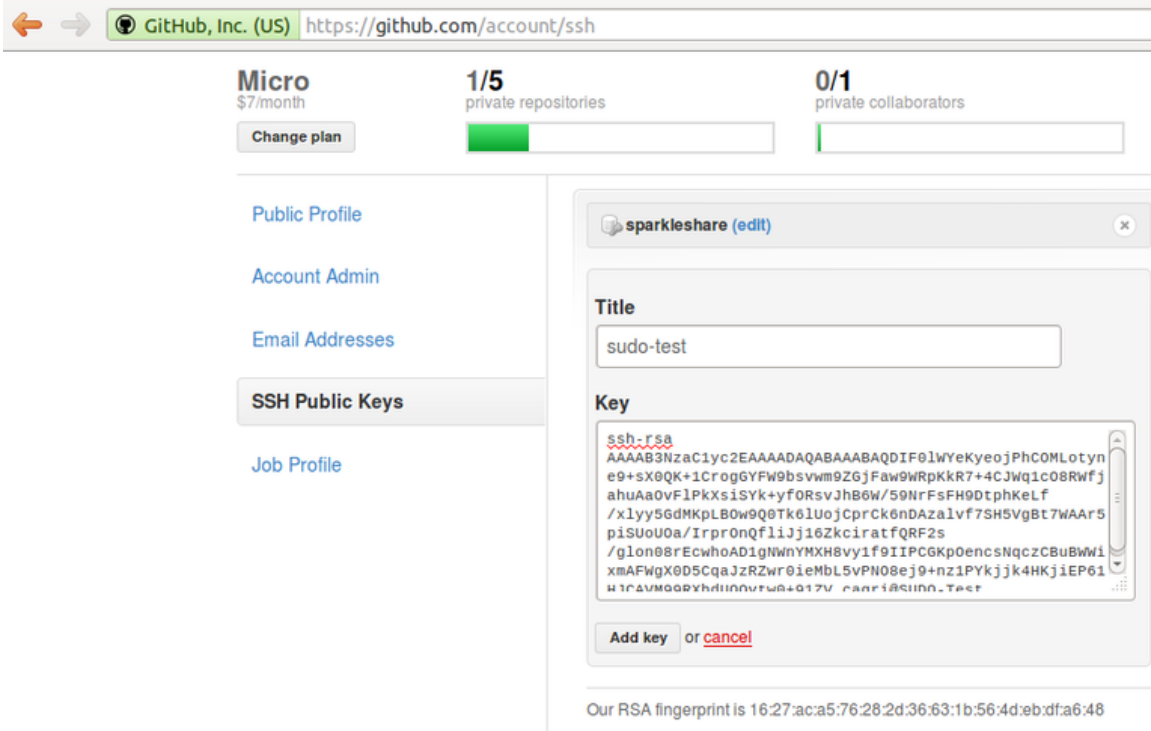 GitHub, Inc. (US) https://github.com/account/ssh
Micro
$7/month
Change plan
1/5
private repositories
0/1
private collaborators
Public Profile
Account Admin
Email Addresses
SSH Public Keys
Job Profile
sparkleshare (edit)
Title
sudo-test
Key
ssh-rsa
AAAAB3NzaC1yc2EAAAADAQABAAABAQDIF0lWYeKyeojPhCOMLotyn
e9+sX0QK+1CrogGYFW9bsvwm9ZGjFaw9WRpKkR7+4CJWq1cO8RWfj
ahuAaOvFlPkXsiSYk+yfORsvJhB6W/59NrFsFH9DtphKeLf
/xlyy5GdMKpLBOw9Q0Tk6lUojCprCk6nDAzalvf7SH5VgBt7WAAr5
piSUoUOa/IrprOnQfliJj16ZkciratfQRF2s
/glon08rEcwhoAD1gNWnYMXH8vy1f9IIPCGKpOencsNqczCBuBWWi
xmAFWgX0D5CqaJzRZwr0ieMbL5vPNO8ej9+nz1PYkjjk4HKjiEP61
cagri@SUDO-Test
Add key or cancel
Our RSA fingerprint is 16:27:ac:a5:76:28:2d:36:63:1b:56:4d:eb:df:a6:48